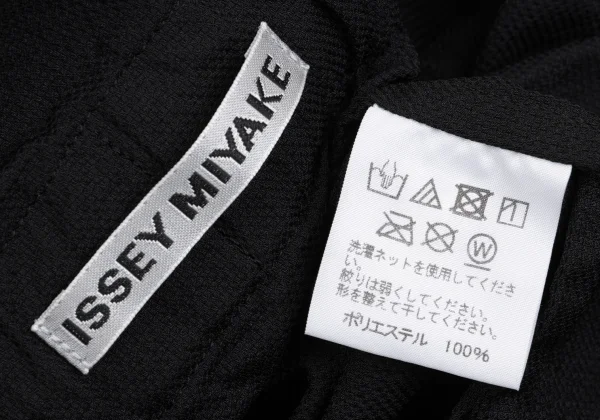 ISSEY MIYAKE
W
洗濯ネットを使用してくださ
い。
絞りは弱くしてください。
形を整えて干してください。
ポリエステル 100%